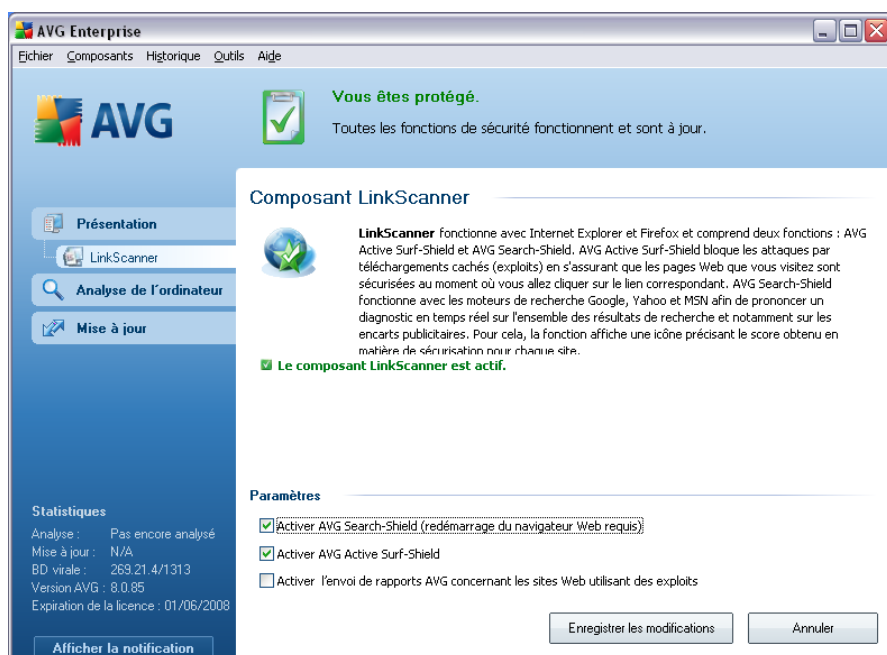 AVG Enterprise
Fichier Composants Historique Outils Aide
AVG
Vous êtes protégé.
Toutes les fonctions de sécurité fonctionnent et sont à jour.
Présentation
LinkScanner
Analyse de l'ordinateur
Mise à jour
Composant LinkScanner
LinkScanner fonctionne avec Internet Explorer et Firefox et comprend deux fonctions : AVG
Active Surf-Shield et AVG Search-Shield. AVG Active Surf-Shield bloque les attaques par
téléchargements cachés (exploits) en s'assurant que les pages Web que vous visitez sont
sécurisées au moment où vous allez cliquer sur le lien correspondant. AVG Search-Shield
fonctionne avec les moteurs de recherche Google, Yahoo et MSN afin de prononcer un
diagnostic en temps réel sur l'ensemble des résultats de recherche et notamment sur les
encarts publicitaires. Pour cela, la fonction affiche une icône précisant le score obtenu en
matière de sécurisation pour chaque site.
Le composant LinkScanner est actif.
Paramètres
Activer AVG Search-Shield (redémarrage du navigateur Web requis)
Activer AVG Active Surf-Shield
Activer l'envoi de rapports AVG concernant les sites Web utilisant des exploits
Statistiques
Analyse : Pas encore analysé
Mise à jour : N/A
BD virale : 269.21.4/1313
Version AVG : 8.0.85
Expiration de la licence : 01/06/2008
Afficher la notification
Enregistrer les modifications
Annuler